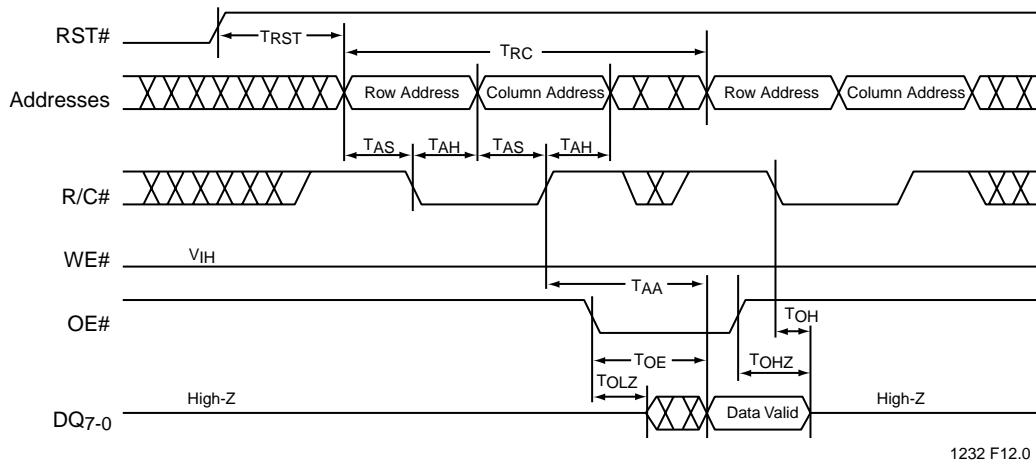 RST#
TRST
TRC
Addresses
Row Address
Column Address
Row Address
Column Address
TAS
TAH
TAS
TAH
R/C#
WE#
VIH
TAA
OE#
TOH
TOE
TOHZ
TOLZ
DQ7-0
High-Z
Data Valid
High-Z
1232 F12.0